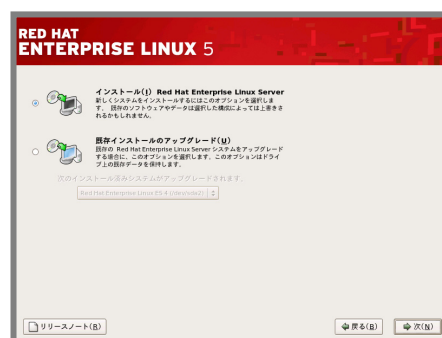 RED HAT
ENTERPRISE LINUX 5
インストール(I) Red Hat Enterprise Linux Server
新しくシステムをインストールするにはこのオプションを選択しま
す。 既存のソフトウェアやデータは選択した構成によっては上書きさ
れるかもしれません。
既存インストールのアップグレード(U)
既存の Red Hat Enterprise Linux Server システムをアップグレード
する場合に、このオプションを選択します。このオプションはドライ
ブ上の既存データを保持します。
次のインストール済みシステムがアップグレードされます。
Red Hat Enterprise Linux ES 4 (/dev/sda2)
リリースノート(R)
戻る(B)
次(N)